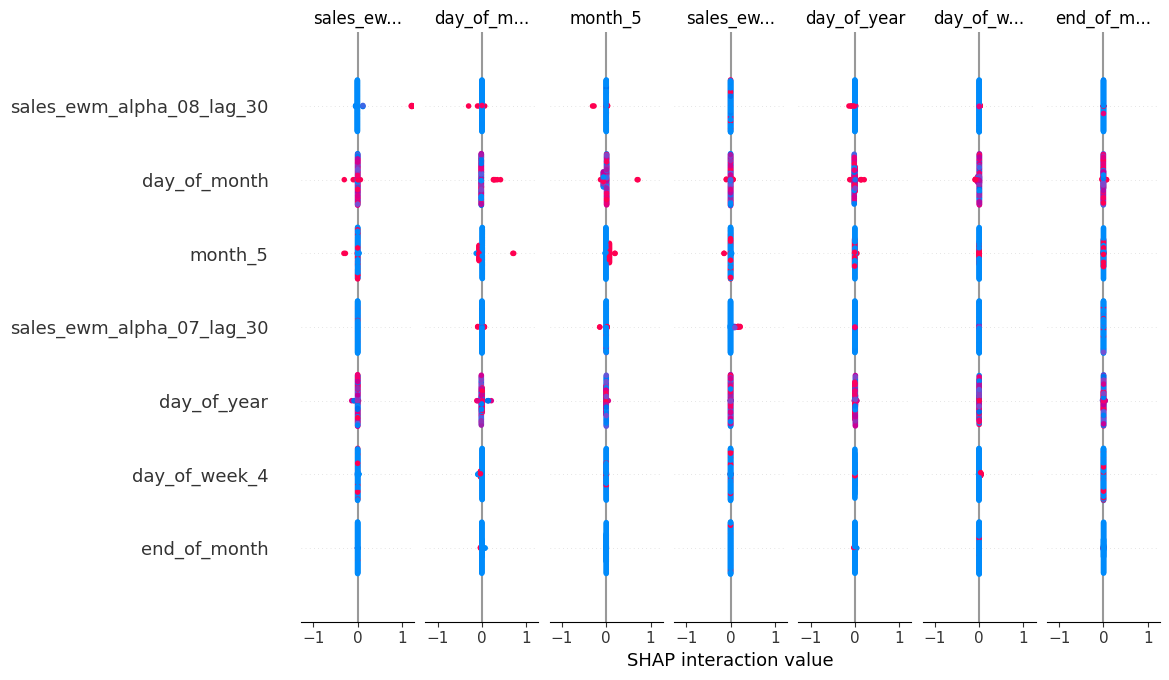 sales_ew... day_of_m... month_5 sales_ew... day_of_year day_of_w... end_of_m...
sales_ewm_alpha_08_lag_30
day_of_month
month_5
sales_ewm_alpha_07_lag_30
day_of_year
day_of_week_4
end_of_month
−1 0 1 −1 0 1 −1 0 1 −1 0 1 −1 0 1 −1 0 1 −1 0 1
SHAP interaction value